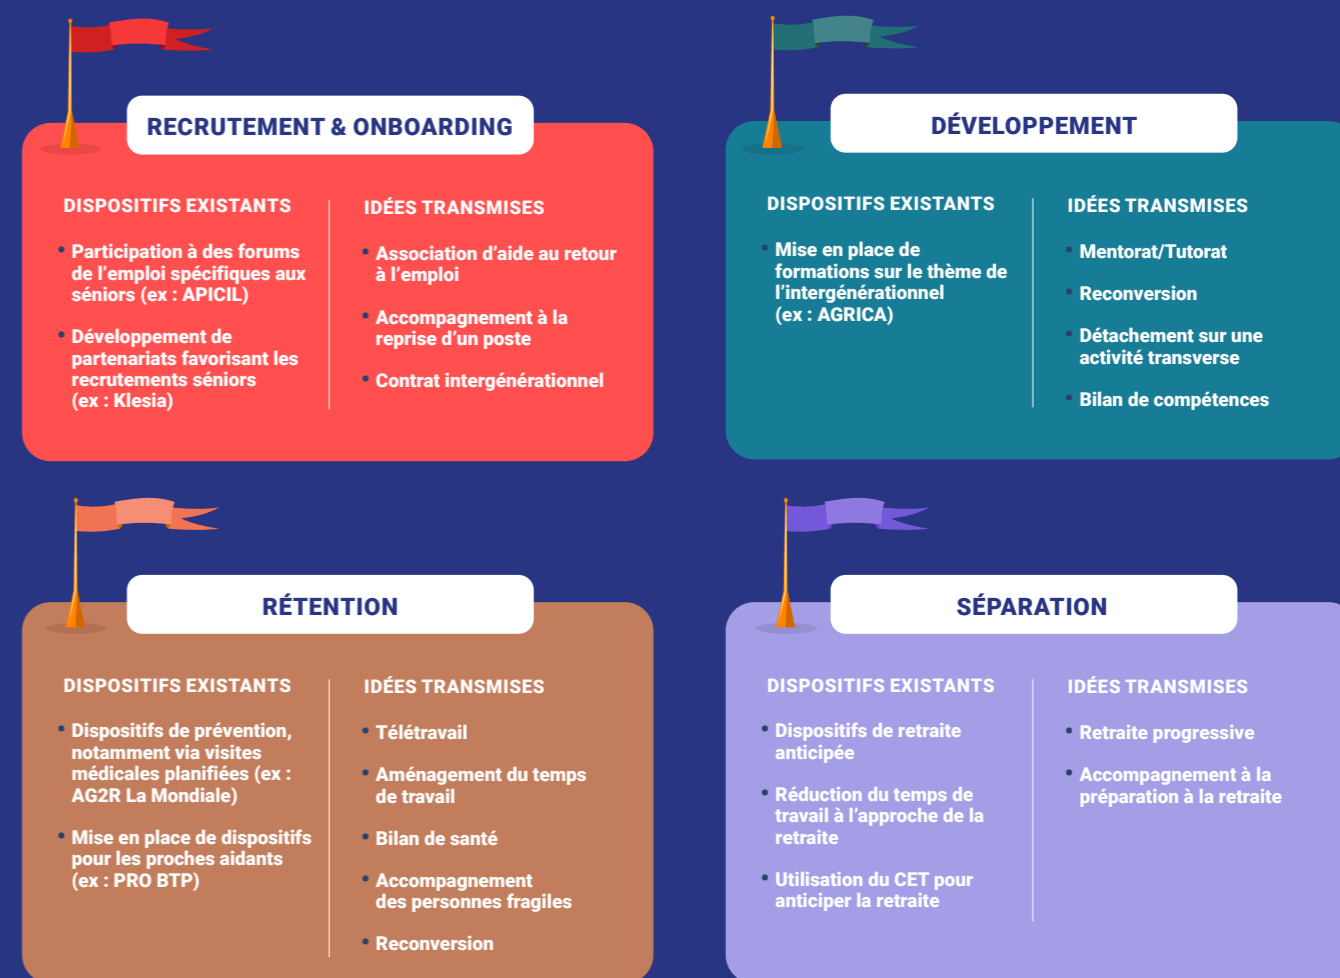 RECRUTEMENT & ONBOARDING
DISPOSITIFS EXISTANTS
• Participation à des forums
de l’emploi spécifiques aux
séniors (ex : APICIL)
• Développement de
partenariats favorisant les
recrutements séniors
(ex : Klesia)
IDÉES TRANSMISES
• Association d’aide au retour
à l’emploi
• Accompagnement à la
reprise d’un poste
• Contrat intergénérationnel
DÉVELOPPEMENT
DISPOSITIFS EXISTANTS
• Mise en place de
formations sur le thème de
l’intergénérationnel
(ex : AGRICA)
IDÉES TRANSMISES
• Mentorat/Tutorat
• Reconversion
• Détachement sur une
activité transverse
• Bilan de compétences
RÉTENTION
DISPOSITIFS EXISTANTS
• Dispositifs de prévention,
notamment via visites
médicales planifiées (ex :
AG2R La Mondiale)
• Mise en place de dispositifs
pour les proches aidants
(ex : PRO BTP)
IDÉES TRANSMISES
• Télétravail
• Aménagement du temps
de travail
• Bilan de santé
• Accompagnement
des personnes fragiles
• Reconversion
SÉPARATION
DISPOSITIFS EXISTANTS
• Dispositifs de retraite
anticipée
• Réduction du temps de
travail à l’approche de la
retraite
• Utilisation du CET pour
anticiper la retraite
IDÉES TRANSMISES
• Retraite progressive
• Accompagnement à la
préparation à la retraite